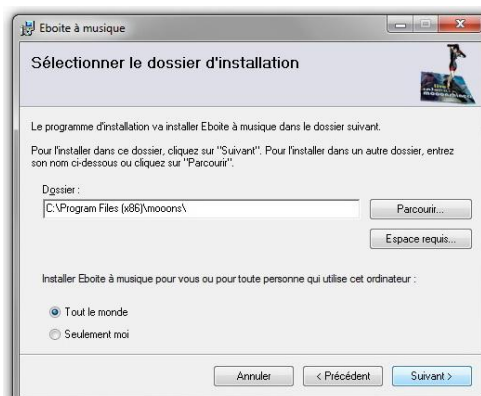 Eboite à musique
Sélectionner le dossier d'installation
Le programme d'installation va installer Eboite à musique dans le dossier suivant.
Pour l'installer dans ce dossier, cliquez sur "Suivant". Pour l'installer dans un autre dossier, entrez
son nom ci-dessous ou cliquez sur "Parcourir".
Dossier :
C:\Program Files (x86)\mooons\
Parcourir...
Espace requis...
Installer Eboite à musique pour vous ou pour toute personne qui utilise cet ordinateur :
Tout le monde
Seulement moi
Annuler
< Précédent
Suivant >